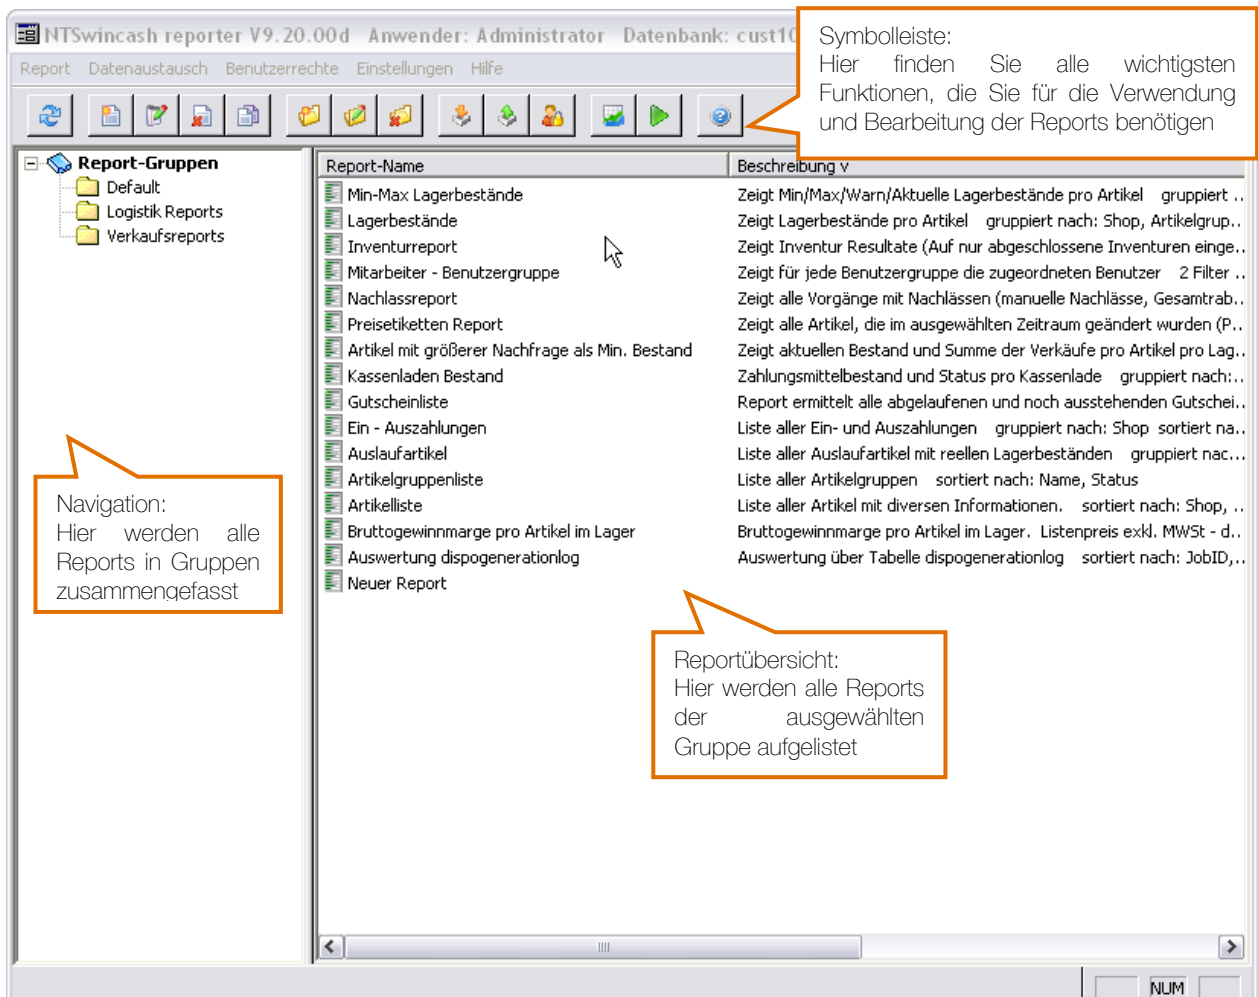 NTSwincash reporter V9.20.00d Anwender: Administrator Datenbank: cust10
Report Datenaustausch Benutzerrechte Einstellungen Hilfe
Symbolleiste:
Hier finden Sie alle wichtigsten
Funktionen, die Sie für die Verwendung
und Bearbeitung der Reports benötigen
Report-Gruppen
Default
Logistik Reports
Verkaufsreports
Navigation:
Hier werden alle
Reports in Gruppen
zusammengefasst
Report-Name Beschreibung v
Min-Max Lagerbestände Zeigt Min/Max/Warn/Aktuelle Lagerbestände pro Artikel gruppiert ..
Lagerbestände Zeigt Lagerbestände pro Artikel gruppiert nach: Shop, Artikelgrup..
Inventurreport Zeigt Inventur Resultate (Auf nur abgeschlossene Inventuren einge..
Mitarbeiter - Benutzergruppe Zeigt für jede Benutzergruppe die zugeordneten Benutzer 2 Filter ..
Nachlassreport Zeigt alle Vorgänge mit Nachlässen (manuelle Nachlässe, Gesamtrab..
Preisetiketten Report Zeigt alle Artikel, die im ausgewählten Zeitraum geändert wurden (P..
Artikel mit größerer Nachfrage als Min. Bestand Zeigt aktuellen Bestand und Summe der Verkäufe pro Artikel pro Lag..
Kassenladen Bestand Zahlungsmittelbestand und Status pro Kassenlade gruppiert nach:..
Gutscheinliste Report ermittelt alle abgelaufenen und noch ausstehenden Gutschei..
Ein - Auszahlungen Liste aller Ein- und Auszahlungen gruppiert nach: Shop sortiert na..
Auslaufartikel Liste aller Auslaufartikel mit reellen Lagerbeständen gruppiert nac...
Artikelgruppenliste Liste aller Artikelgruppen sortiert nach: Name, Status
Artikelliste Liste aller Artikel mit diversen Informationen. sortiert nach: Shop, ..
Bruttogewinnmarge pro Artikel im Lager Bruttogewinnmarge pro Artikel im Lager. Listenpreis exkl. MWSt - d..
Auswertung dispogenerationlog Auswertung über Tabelle dispogenerationlog sortiert nach: JobID,..
Neuer Report
Reportübersicht:
Hier werden alle Reports
der ausgewählten
Gruppe aufgelistet
NUM